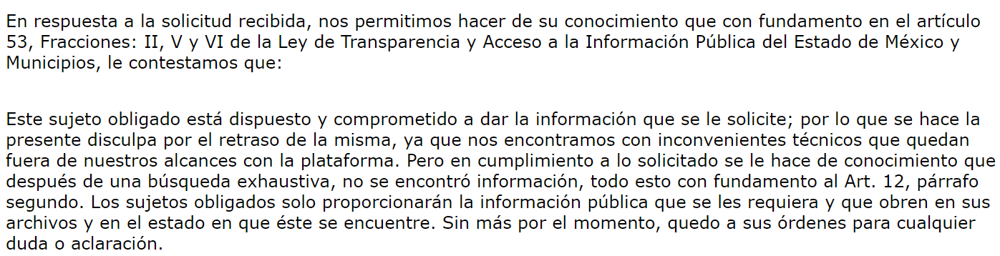 En respuesta a la solicitud recibida, nos permitimos hacer de su conocimiento que con fundamento en el artículo
53, Fracciones: II, V y VI de la Ley de Transparencia y Acceso a la Información Pública del Estado de México y
Municipios, le contestamos que:
Este sujeto obligado está dispuesto y comprometido a dar la información que se le solicite; por lo que se hace la
presente disculpa por el retraso de la misma, ya que nos encontramos con inconvenientes técnicos que quedan
fuera de nuestros alcances con la plataforma. Pero en cumplimiento a lo solicitado se le hace de conocimiento que
después de una búsqueda exhaustiva, no se encontró información, todo esto con fundamento al Art. 12, párrafo
segundo. Los sujetos obligados solo proporcionarán la información pública que se les requiera y que obren en sus
archivos y en el estado en que éste se encuentre. Sin más por el momento, quedo a sus órdenes para cualquier
duda o aclaración.